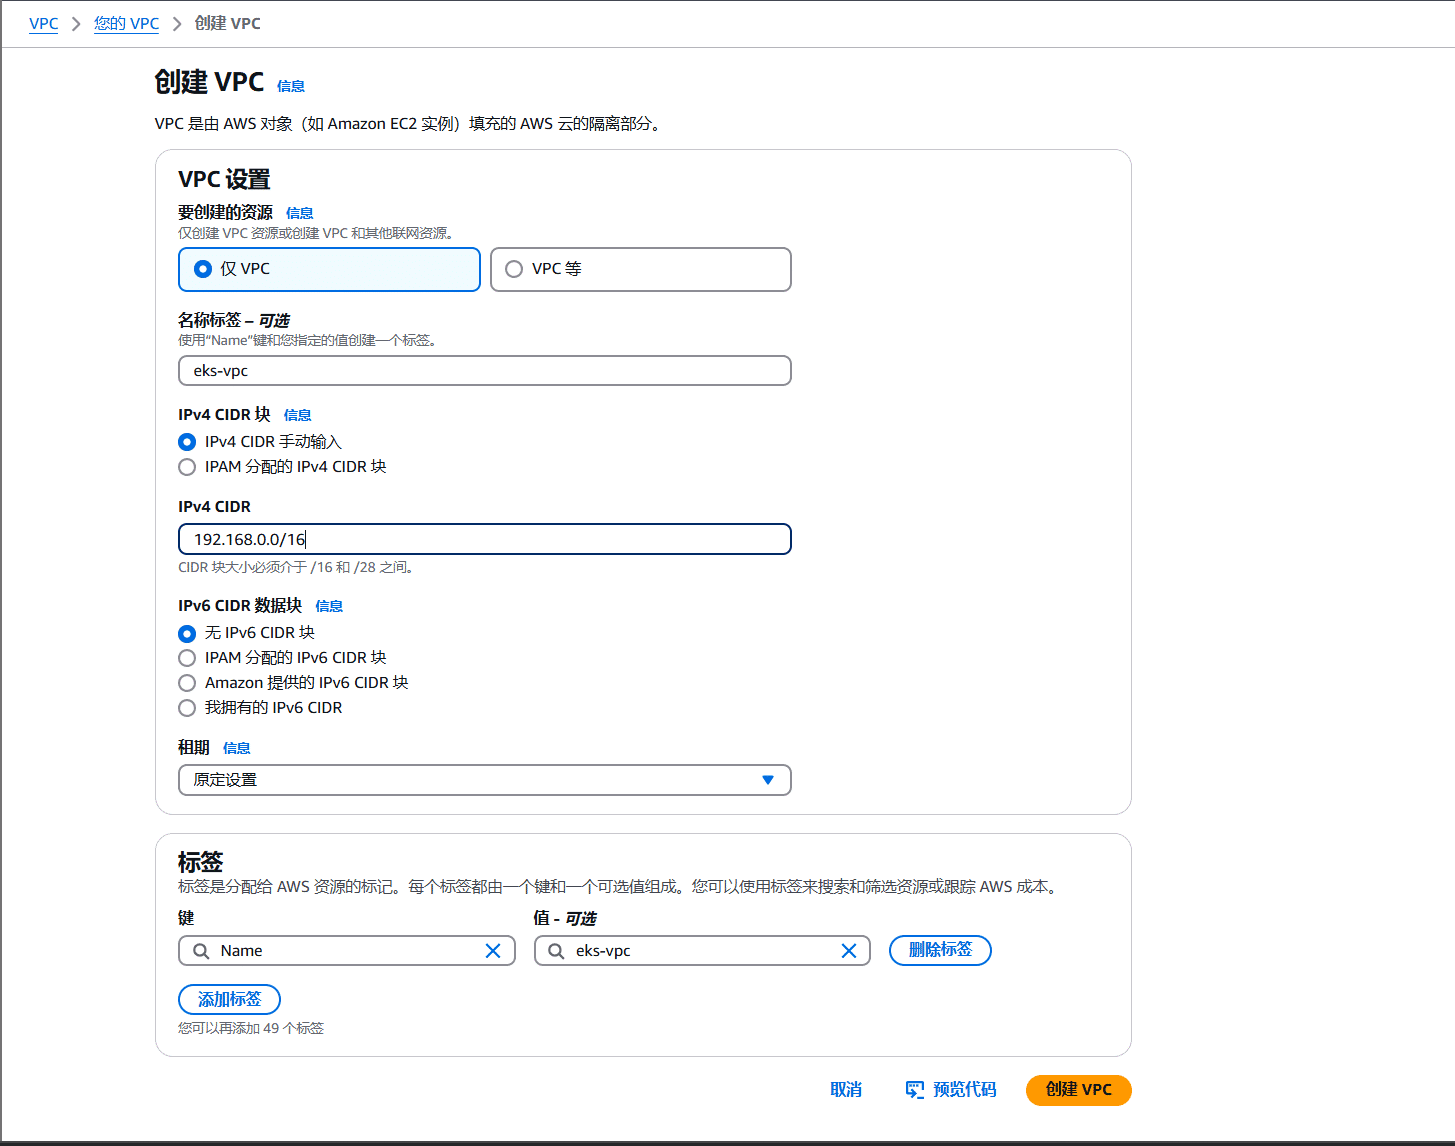 VPC > 您的 VPC > 创建 VPC
创建 VPC 信息
VPC 是由 AWS 对象（如 Amazon EC2 实例）填充的 AWS 云的隔离部分。
VPC 设置
要创建的资源 信息
仅创建 VPC 资源或创建 VPC 和其他联网资源。
仅 VPC VPC 等
名称标签 – 可选
使用“Name”键和您指定的值创建一个标签。
eks-vpc
IPv4 CIDR 块 信息
IPv4 CIDR 手动输入
IPAM 分配的 IPv4 CIDR 块
IPv4 CIDR
192.168.0.0/16
CIDR 块大小必须介于 /16 和 /28 之间。
IPv6 CIDR 数据块 信息
无 IPv6 CIDR 块
IPAM 分配的 IPv6 CIDR 块
Amazon 提供的 IPv6 CIDR 块
我拥有的 IPv6 CIDR
租期 信息
原定设置
标签
标签是分配给 AWS 资源的标记。每个标签都由一个键和一个可选值组成。您可以使用标签来搜索和筛选资源或跟踪 AWS 成本。
键 值 - 可选
Name eks-vpc 删除标签
添加标签
您可以再添加 49 个标签
取消 预览代码 创建 VPC